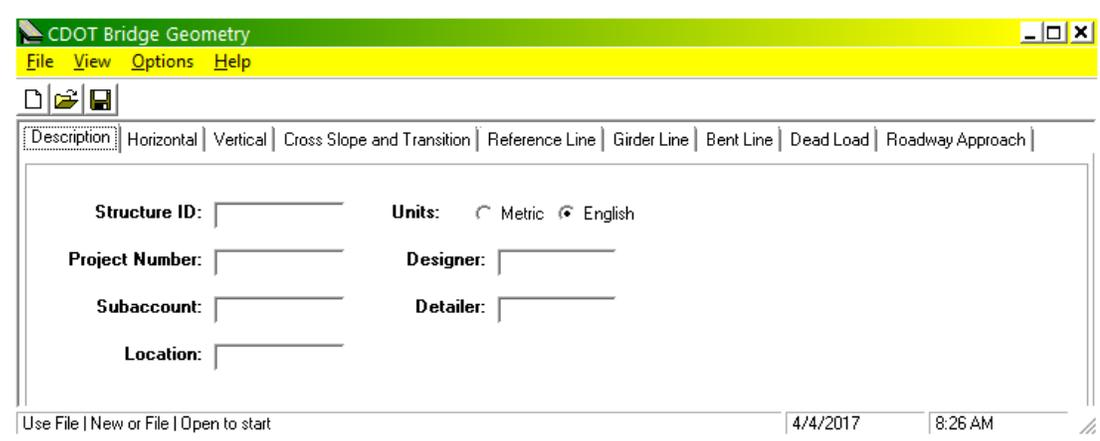 CDOT Bridge Geometry
File View Options Help
Description Horizontal Vertical Cross Slope and Transition Reference Line Girder Line Bent Line Dead Load Roadway Approach
Structure ID: Units: Metric English
Project Number: Designer:
Subaccount: Detailer:
Location:
Use File | New or File | Open to start 4/4/2017 8:26 AM